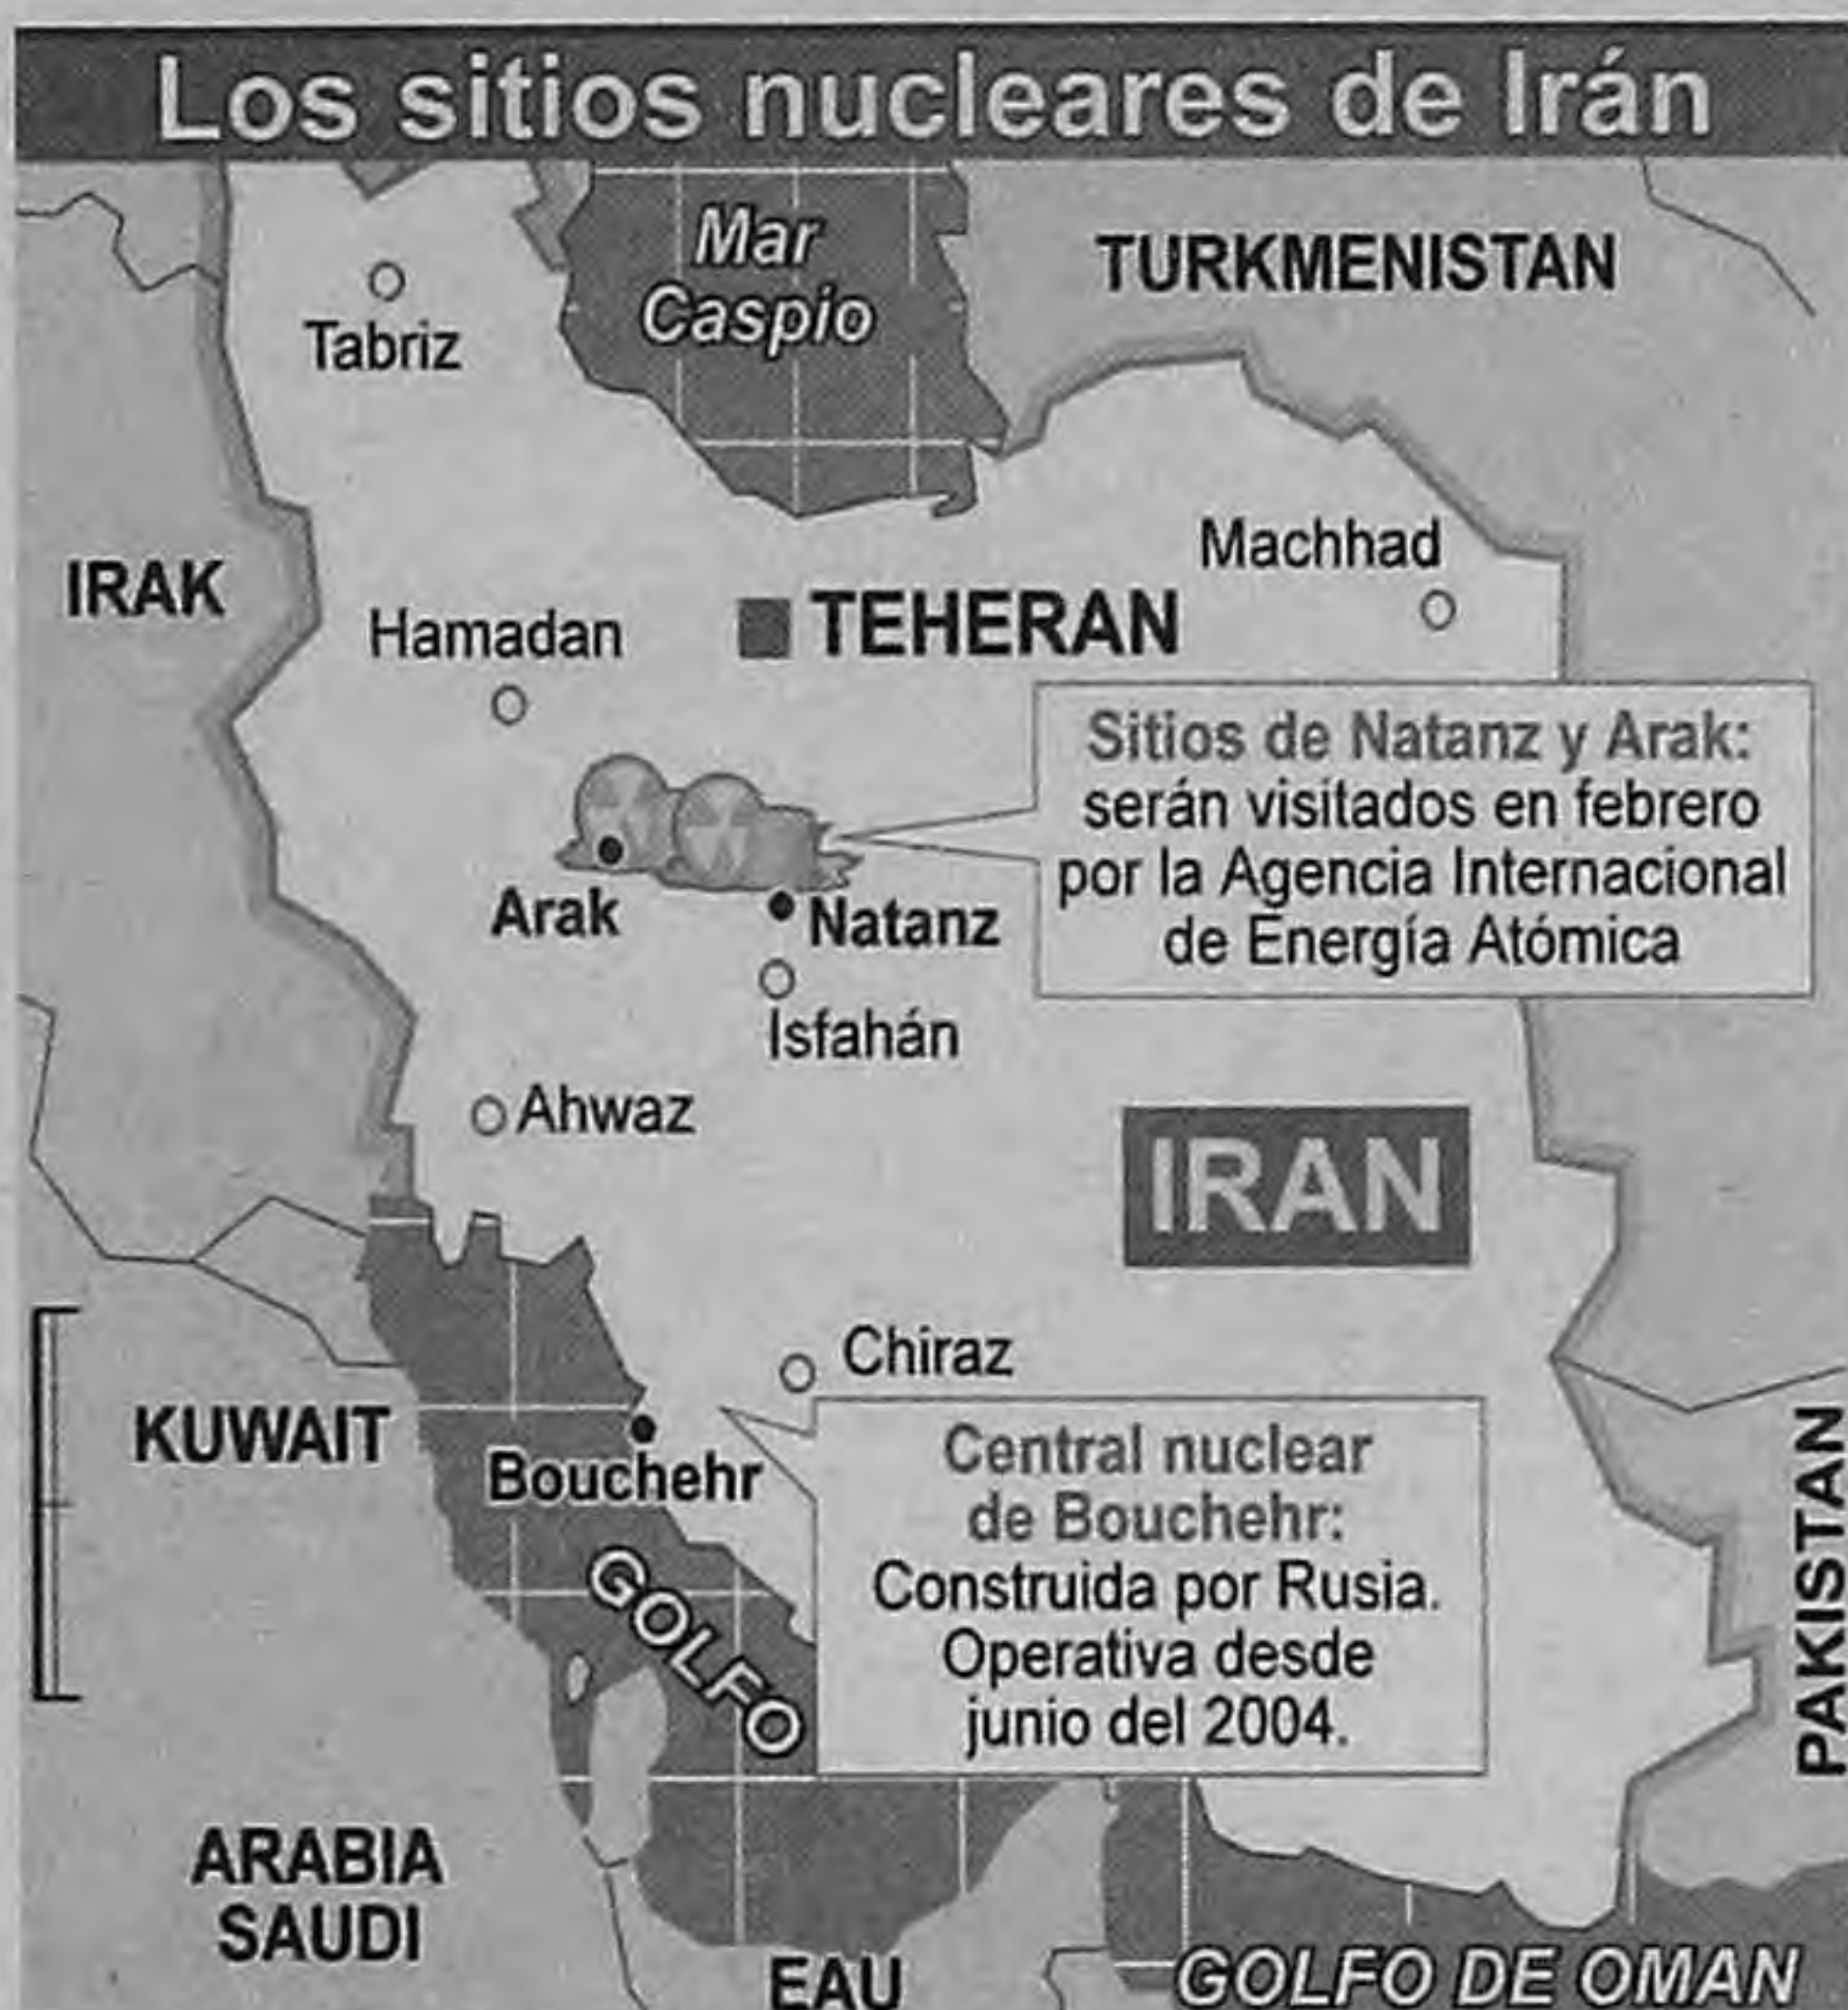 Los sitios nucleares de Irán
Mar
Caspio
TURKMENISTAN
Tabriz
Machhad
IRAK
TEHERAN
Hamadan
Sitios de Natanz y Arak:
serán visitados en febrero
por la Agencia Internacional
de Energía Atómica
Arak
Natanz
Isfahán
Ahwaz
IRAN
Chiraz
KUWAIT
Bouchehr
Central nuclear
de Bouchehr:
Construida por Rusia.
Operativa desde
junio del 2004.
GOLFO
PAKISTAN
ARABIA
SAUDI
EAU
GOLFO DE OMAN